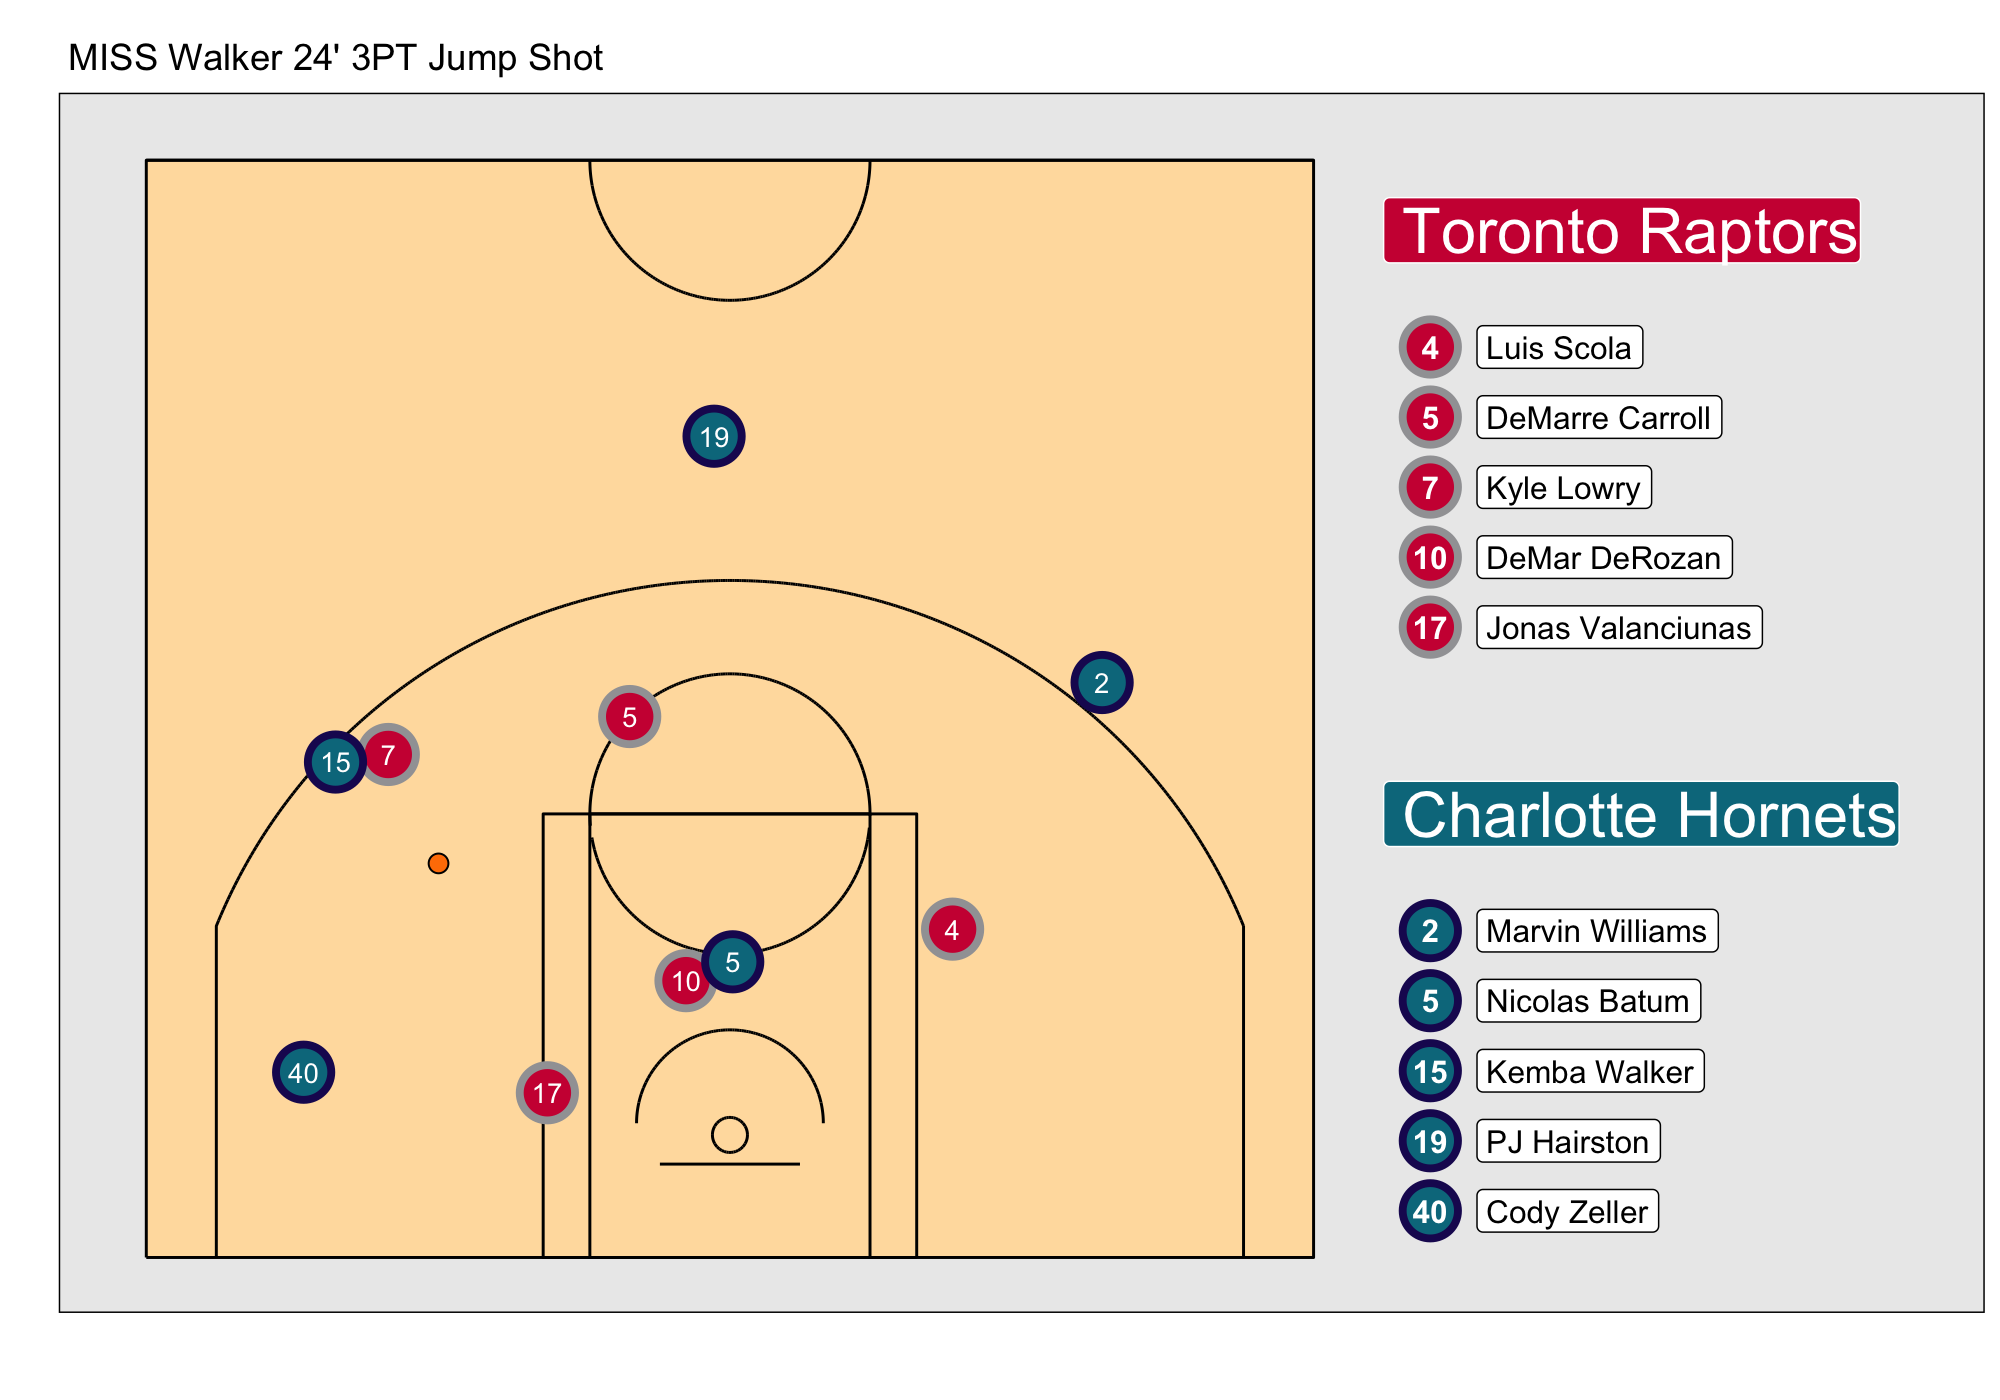 MISS Walker 24' 3PT Jump Shot
Toronto Raptors
4 Luis Scola
5 DeMarre Carroll
7 Kyle Lowry
10 DeMar DeRozan
17 Jonas Valanciunas
Charlotte Hornets
2 Marvin Williams
5 Nicolas Batum
15 Kemba Walker
19 PJ Hairston
40 Cody Zeller
19
2
5
15 7
4
5
10
40
17